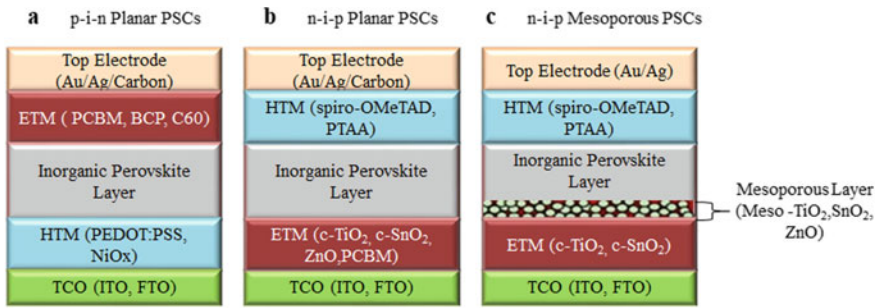 a p-i-n Planar PSCs
Top Electrode
(Au/Ag/Carbon)
ETM ( PCBM, BCP, C60)
Inorganic Perovskite
Layer
HTM (PEDOT:PSS,
NiOx)
TCO (ITO, FTO)
b n-i-p Planar PSCs
Top Electrode
(Au/Ag/Carbon)
HTM (spiro-OMeTAD,
PTAA)
Inorganic Perovskite
Layer
ETM (c-TiO₂, c-SnO₂,
ZnO,PCBM)
TCO (ITO, FTO)
c n-i-p Mesoporous PSCs
Top Electrode (Au/Ag)
HTM (spiro-OMeTAD,
PTAA)
Inorganic Perovskite
Layer
ETM (c-TiO₂, c-SnO₂)
TCO (ITO, FTO)
Mesoporous Layer
(Meso -TiO₂,SnO₂,
ZnO)